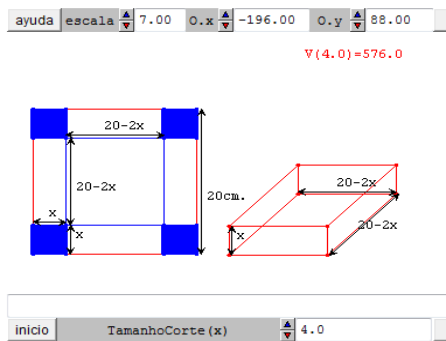 ayuda escala 7.00 O.x -196.00 O.y 88.00
V(4.0)=576.0
20-2x
20-2x
20-2x
20cm.
x
x
x
20-2x
inicio TamanhoCorte(x) 4.0